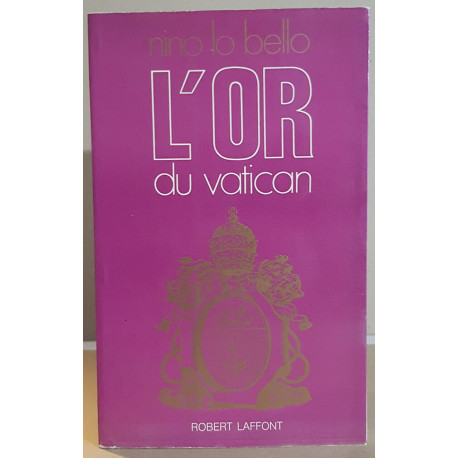 nino lo bello
L'OR
du vatican
ROBERT LAFFONT